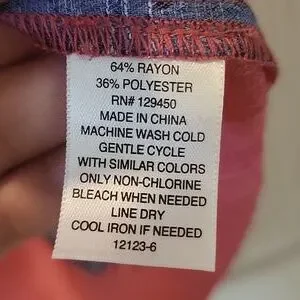 64% RAYON
36% POLYESTER
RN# 129450
MADE IN CHINA
MACHINE WASH COLD
GENTLE CYCLE
WITH SIMILAR COLORS
ONLY NON-CHLORINE
BLEACH WHEN NEEDED
LINE DRY
COOL IRON IF NEEDED
12123-6